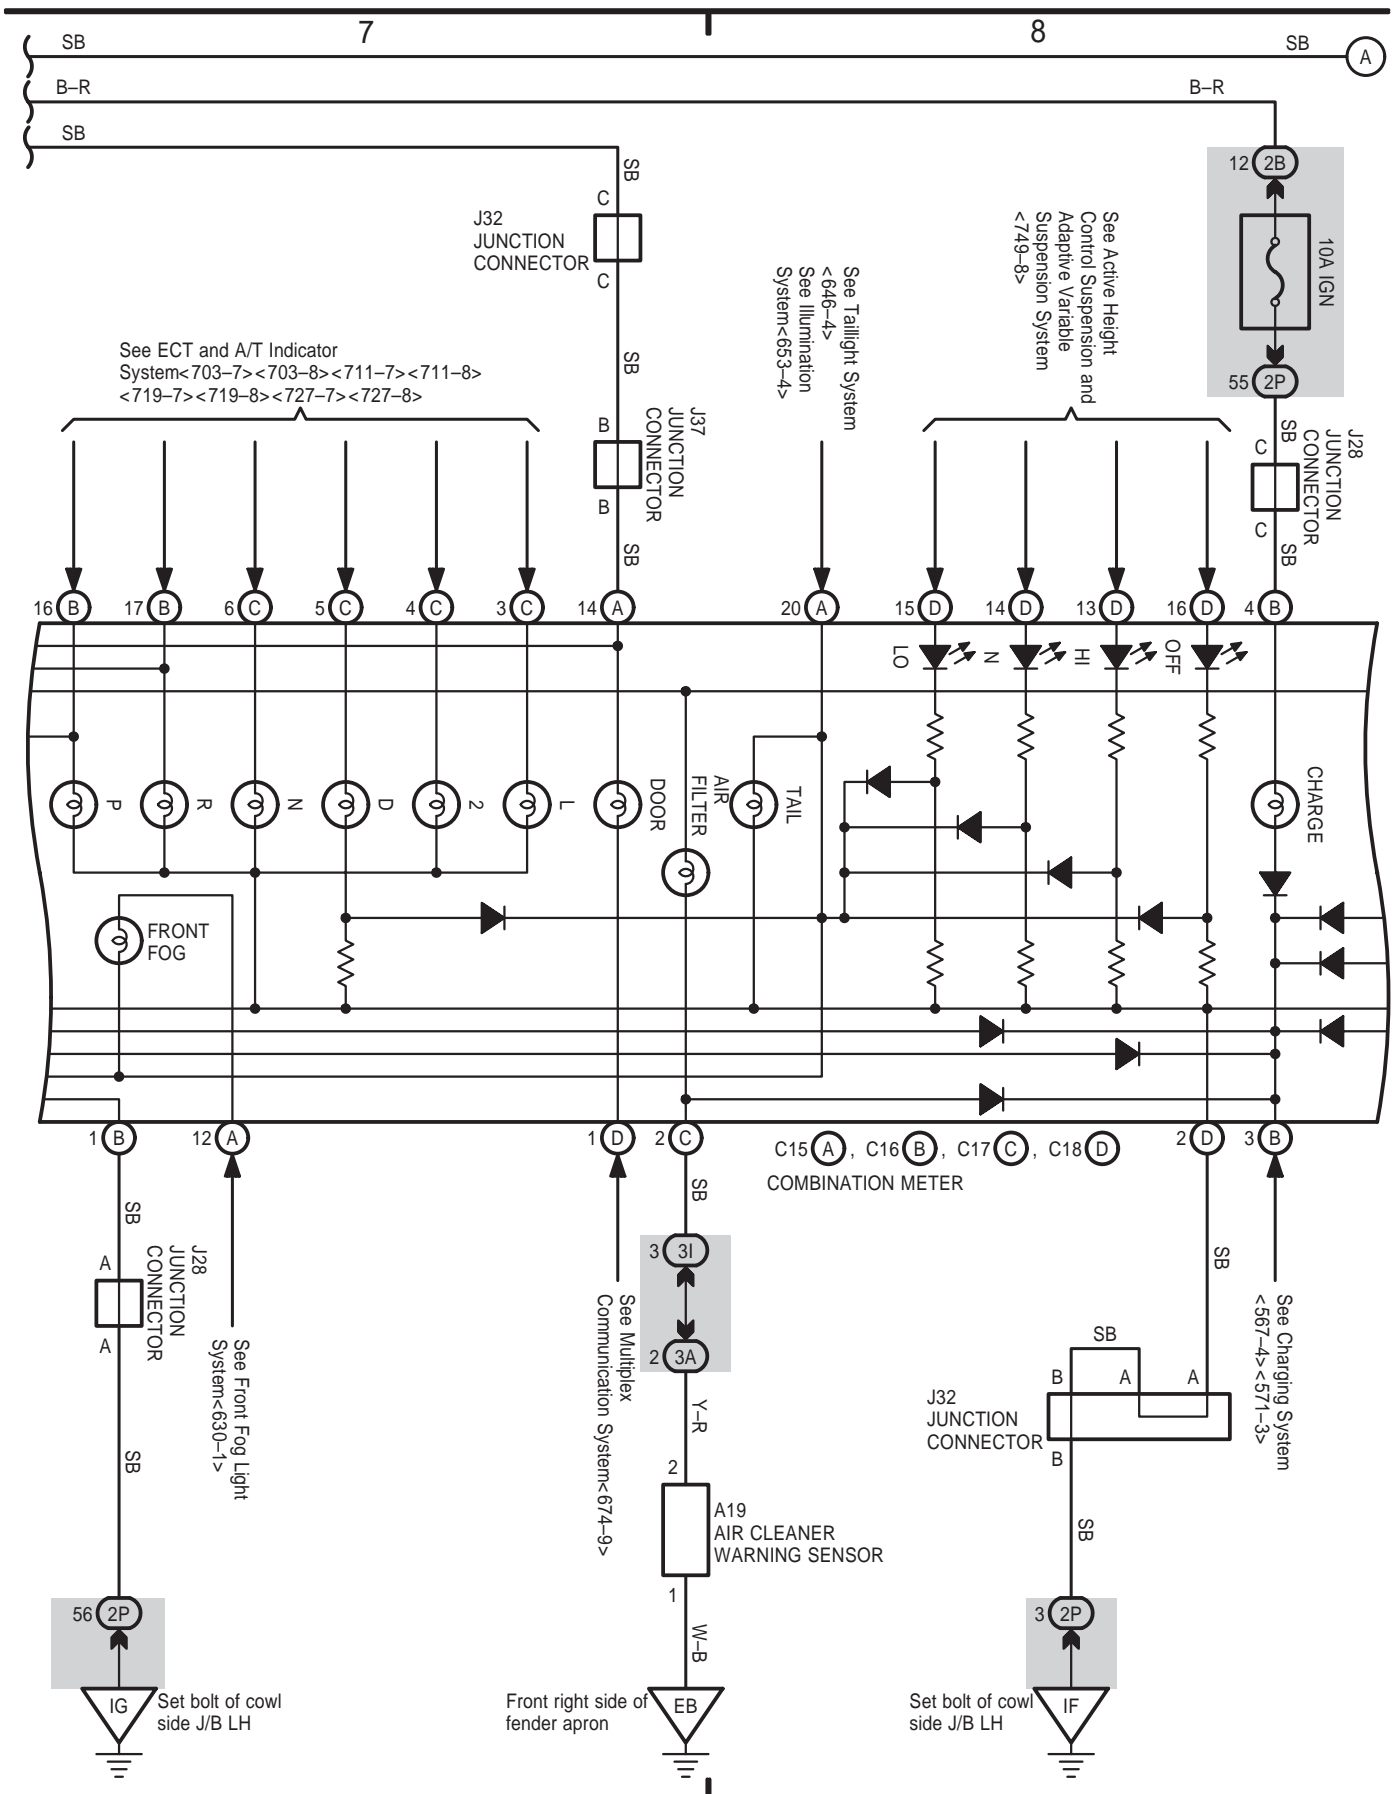 7
8
SB
SB
A
B–R
B–R
SB
SB
C
J32
JUNCTION
CONNECTOR
C
SB
B
J37
JUNCTION
CONNECTOR
B
SB
12 2B
10A IGN
55 2P
SB
C
J28
JUNCTION
CONNECTOR
C
SB
See ECT and A/T Indicator
System<703–7><703–8><711–7><711–8>
<719–7><719–8><727–7><727–8>
See Taillight System
<646–4>
See Illumination
System<653–4>
See Active Height
Control Suspension and
Adaptive Variable
Suspension System
<749–8>
16 B
17 B
6 C
5 C
4 C
3 C
14 A
20 A
15 D
14 D
13 D
16 D
4 B
LO
N
HI
OFF
P
R
N
D
2
L
DOOR
AIR
FILTER
TAIL
CHARGE
FRONT
FOG
1 B
12 A
1 D
2 C
C15 A , C16 B , C17 C , C18 D
COMBINATION METER
2 D
3 B
SB
A
J28
JUNCTION
CONNECTOR
A
SB
56 2P
IG
Set bolt of cowl
side J/B LH
See Front Fog Light
System<630–1>
See Multiplex
Communication System<674–9>
SB
3 3I
2 3A
Y–R
2
A19
AIR CLEANER
WARNING SENSOR
1
W–B
Front right side of
fender apron
EB
SB
See Charging System
<567–4><571–3>
SB
B
A
A
J32
JUNCTION
CONNECTOR
B
SB
3 2P
Set bolt of cowl
side J/B LH
IF